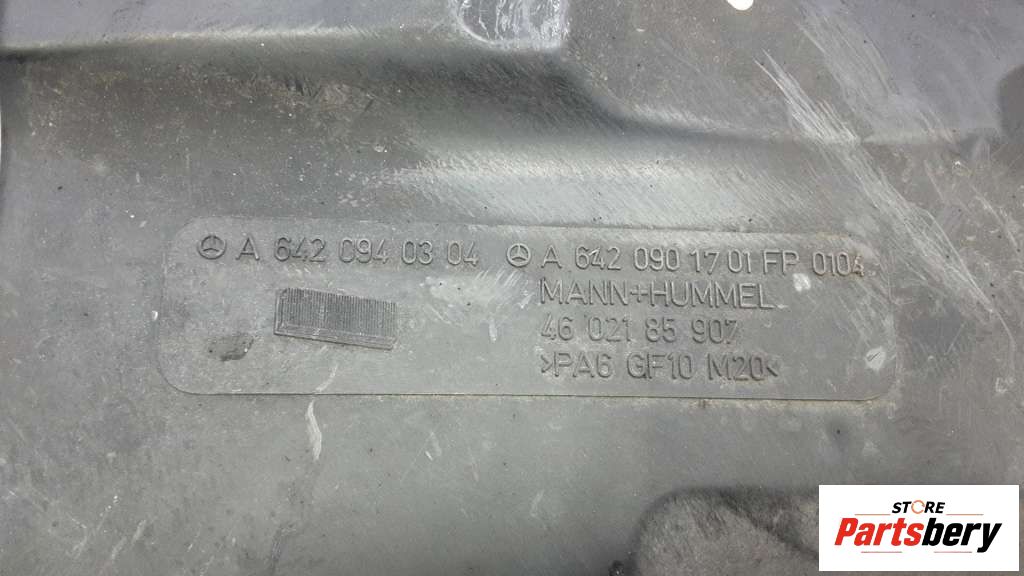 A 642 094 03 04 A 642 090 17 01 FP 0104
MANN+HUMMEL
46 021 85 907
>PA6 GF10 M20<
STORE
Partsbery